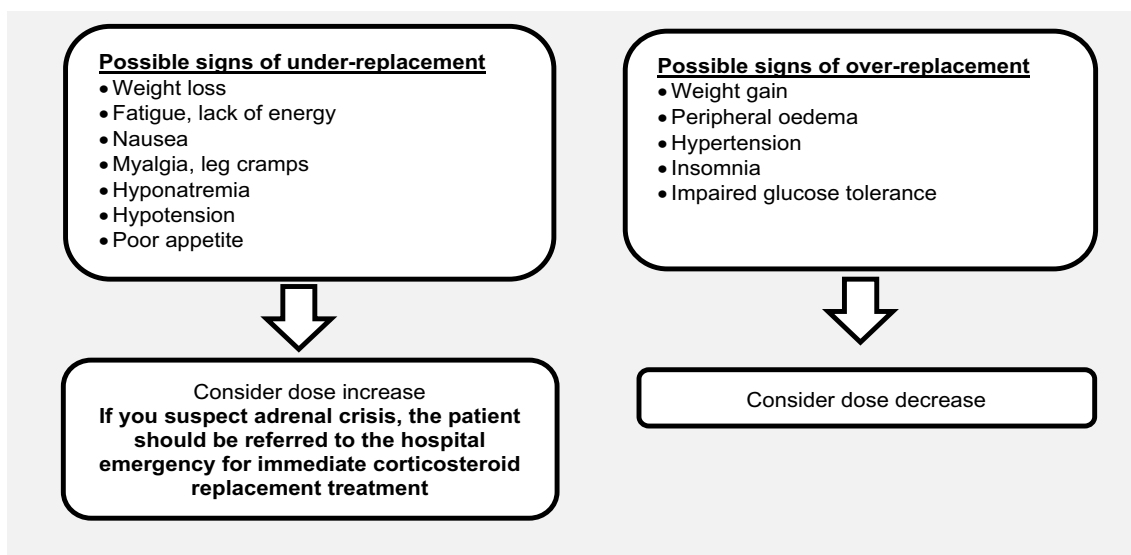 Possible signs of under-replacement
• Weight loss
• Fatigue, lack of energy
• Nausea
• Myalgia, leg cramps
• Hyponatremia
• Hypotension
• Poor appetite
Consider dose increase
If you suspect adrenal crisis, the patient
should be referred to the hospital
emergency for immediate corticosteroid
replacement treatment
Possible signs of over-replacement
• Weight gain
• Peripheral oedema
• Hypertension
• Insomnia
• Impaired glucose tolerance
Consider dose decrease